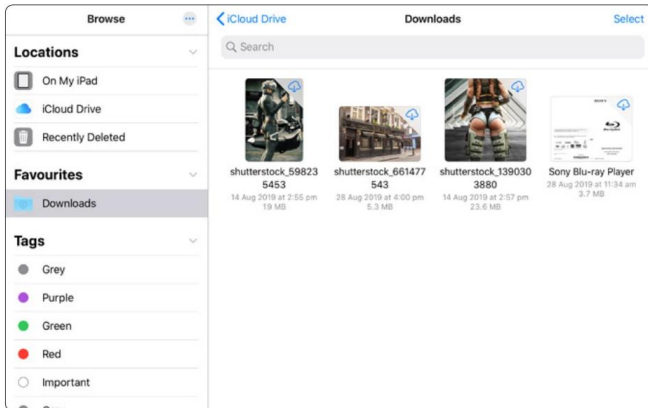 Browse
Locations
On My iPad
iCloud Drive
Recently Deleted
Favourites
Downloads
Tags
Grey
Purple
Green
Red
Important
iCloud Drive
Downloads
Select
Search
shutterstock_59823
5453
14 Aug 2019 at 2:55 pm
19 MB
shutterstock_661477
543
28 Aug 2019 at 4:00 pm
5.3 MB
shutterstock_139030
3880
14 Aug 2019 at 2:57 pm
23.6 MB
SONY
Sony Blu-ray Player
28 Aug 2019 at 11:34 am
3.7 MB